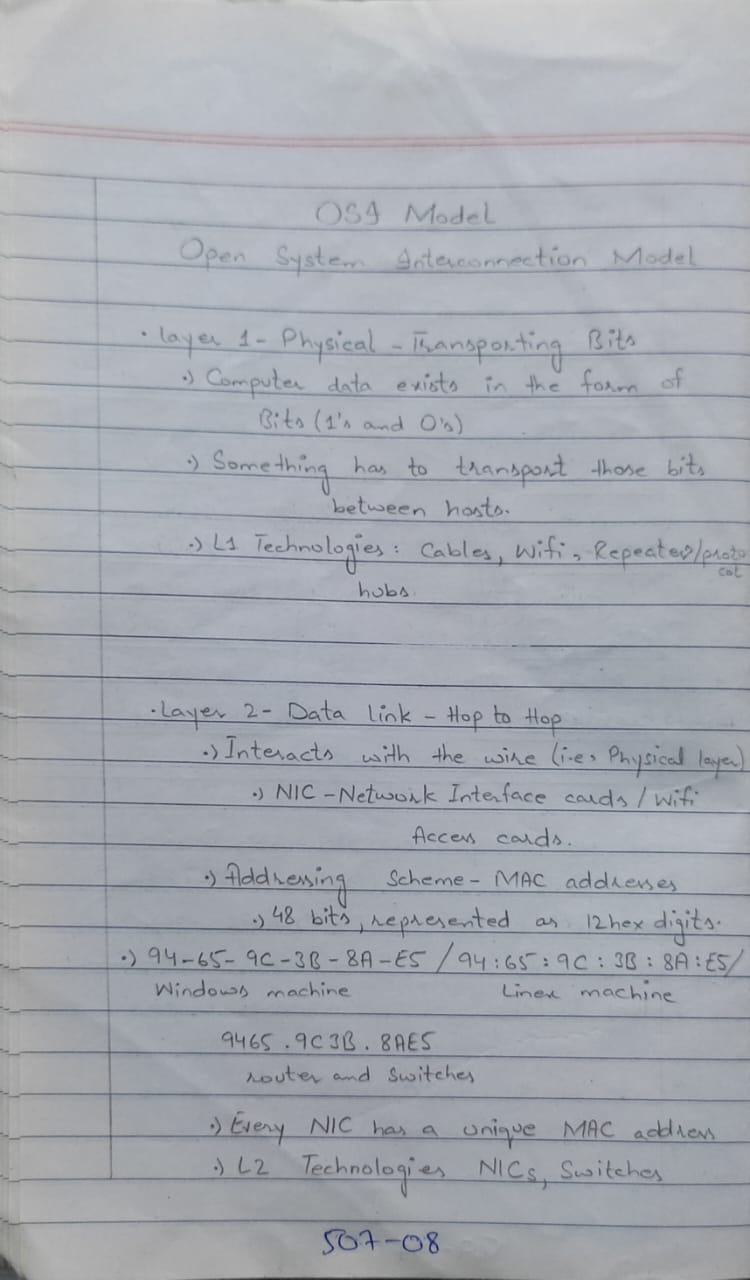 OSI Model
Open System Interconnection Model
• Layer 1 - Physical - Transporting Bits
•) Computer data exists in the form of
Bits (1's and 0's)
•) Something has to transport those bits
between hosts.
•) L1 Technologies: Cables, Wifi, Repeater/proto
col
hubs.
• Layer 2 - Data link - Hop to Hop
•) Interacts with the wire (i.e, Physical layer)
•) NIC - Network Interface cards / Wifi
Access cards.
•) Addressing Scheme - MAC addresses
•) 48 bits, represented as 12 hex digits.
•) 94-65-9C-3B-8A-E5 / 94:65:9C:3B:8A:E5/
Windows machine Linex machine
9465.9C3B.8AE5
router and switches
•) Every NIC has a unique MAC address
•) L2 Technologies NICs, Switches
507-08